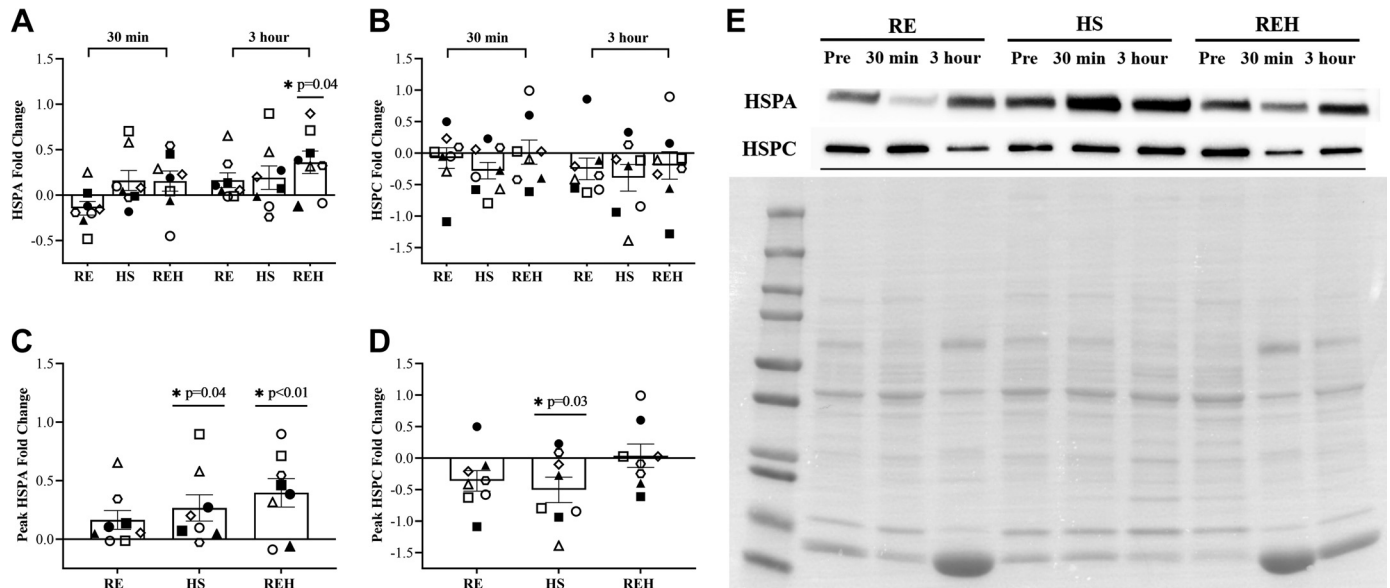 A
30 min
3 hour
* p=0.04
HSPA Fold Change
1.5
1.0
0.5
0.0
-0.5
RE
HS
REH
RE
HS
REH
B
30 min
3 hour
HSPC Fold Change
1.5
1.0
0.5
0.0
-0.5
-1.0
-1.5
RE
HS
REH
RE
HS
REH
C
* p=0.04
* p<0.01
Peak HSPA Fold Change
1.5
1.0
0.5
0.0
RE
HS
REH
D
* p=0.03
Peak HSPC Fold Change
1.5
1.0
0.5
0.0
-0.5
-1.0
-1.5
RE
HS
REH
E
RE HS REH
Pre 30 min 3 hour Pre 30 min 3 hour Pre 30 min 3 hour
HSPA
HSPC